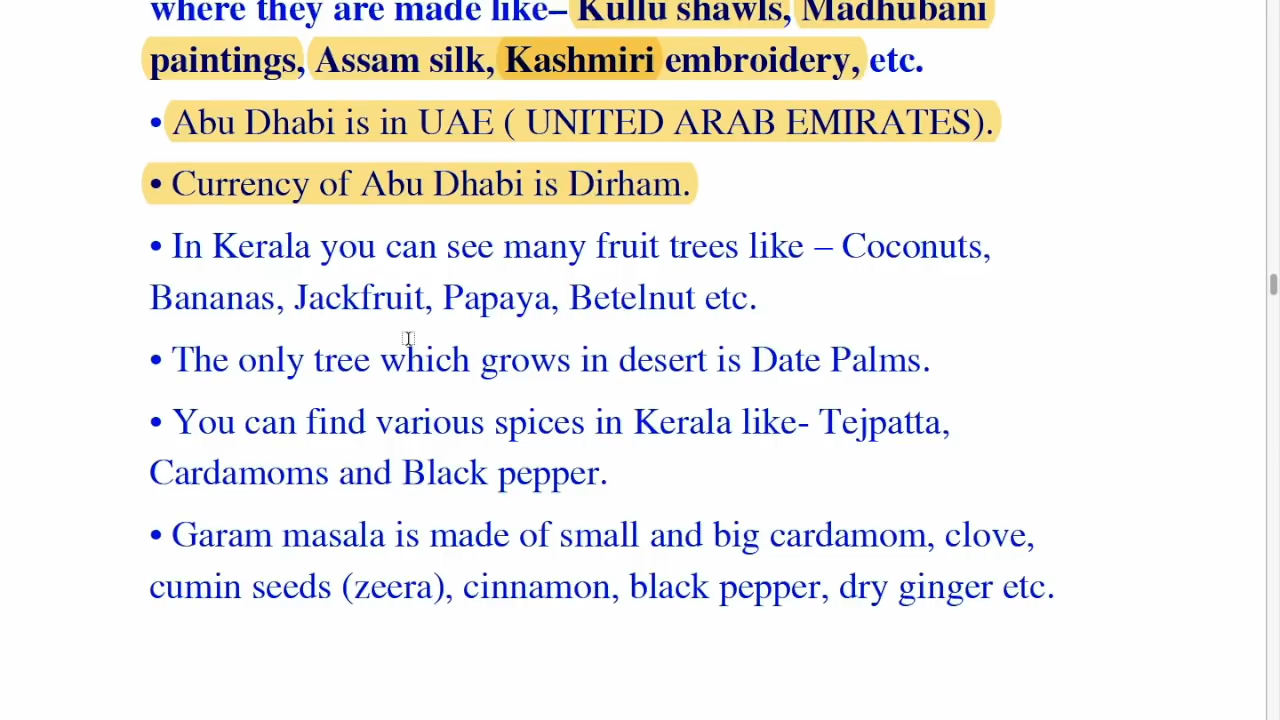 where they are made like– Kullu shawls, Madhubani
paintings, Assam silk, Kashmiri embroidery, etc.
• Abu Dhabi is in UAE ( UNITED ARAB EMIRATES).
• Currency of Abu Dhabi is Dirham.
• In Kerala you can see many fruit trees like – Coconuts,
Bananas, Jackfruit, Papaya, Betelnut etc.
• The only tree which grows in desert is Date Palms.
• You can find various spices in Kerala like- Tejpatta,
Cardamoms and Black pepper.
• Garam masala is made of small and big cardamom, clove,
cumin seeds (zeera), cinnamon, black pepper, dry ginger etc.